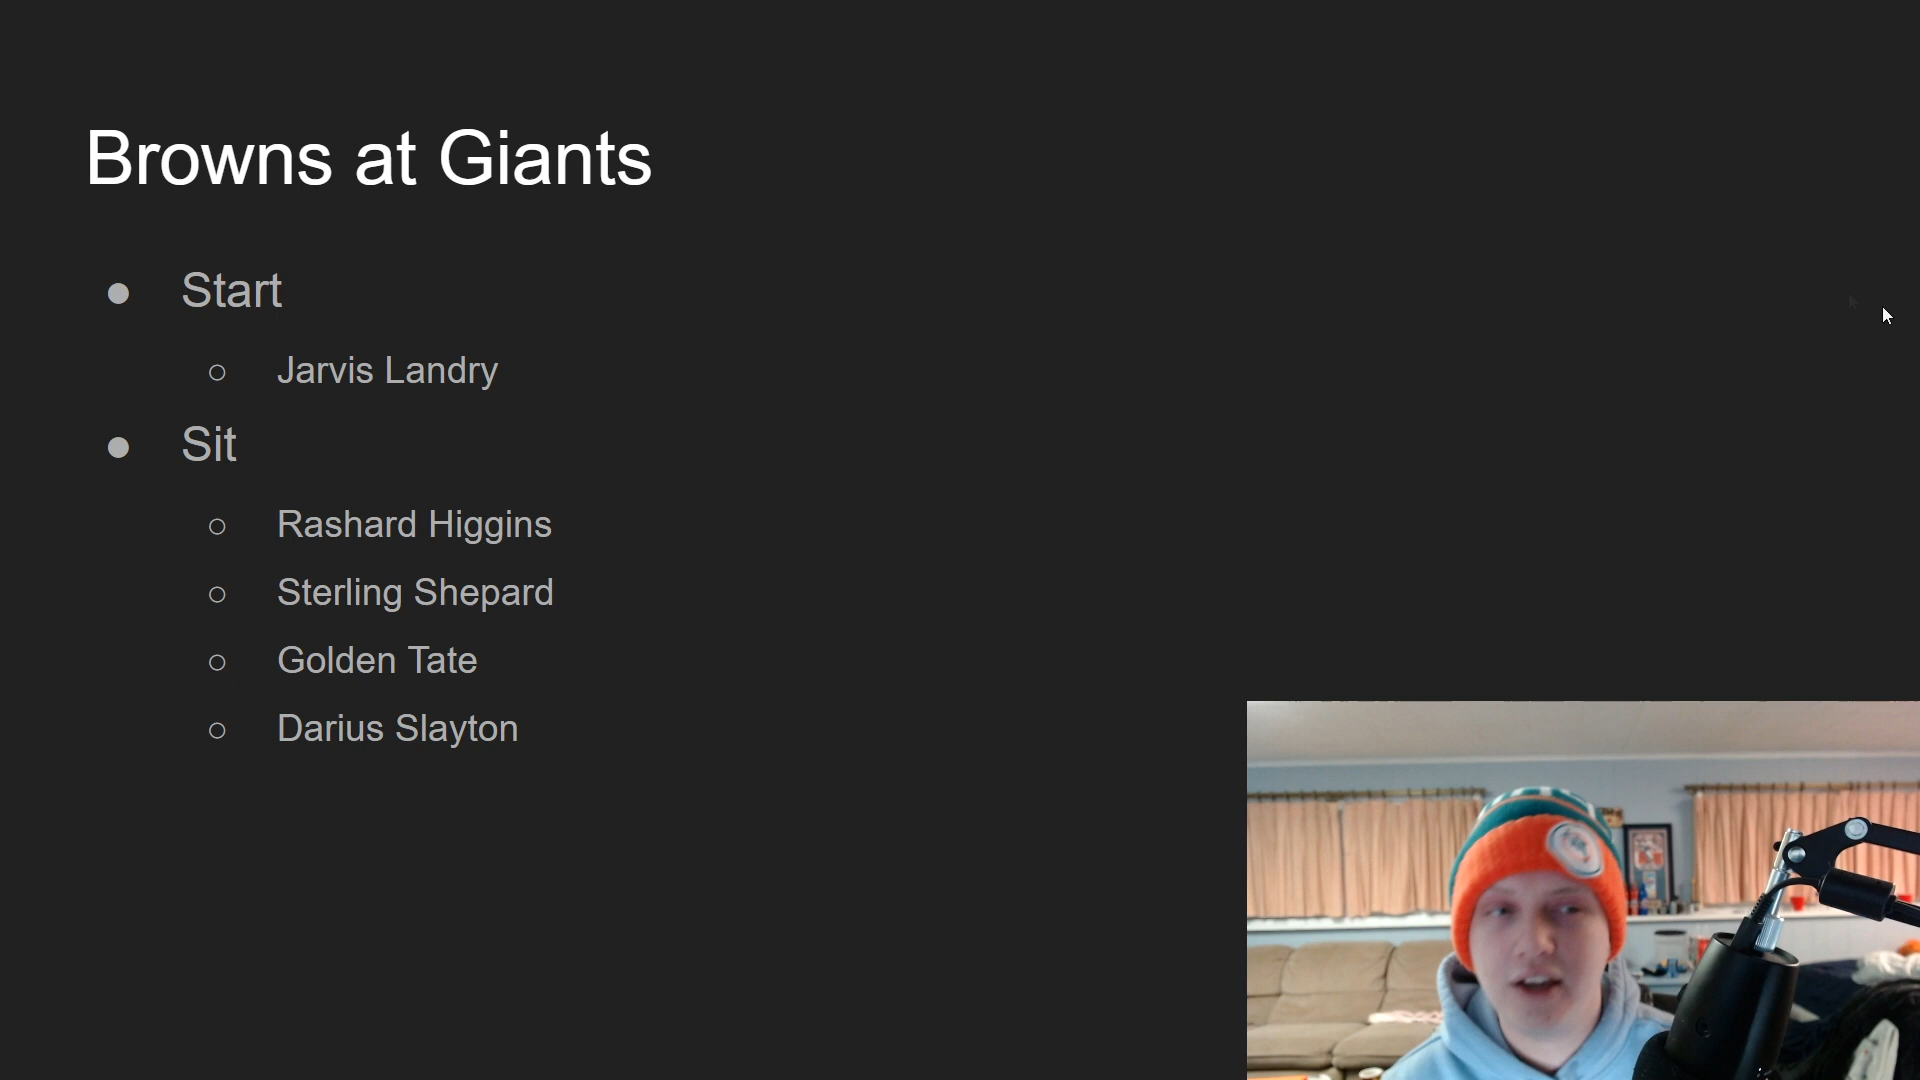 Browns at Giants
Start
Jarvis Landry
Sit
Rashard Higgins
Sterling Shepard
Golden Tate
Darius Slayton